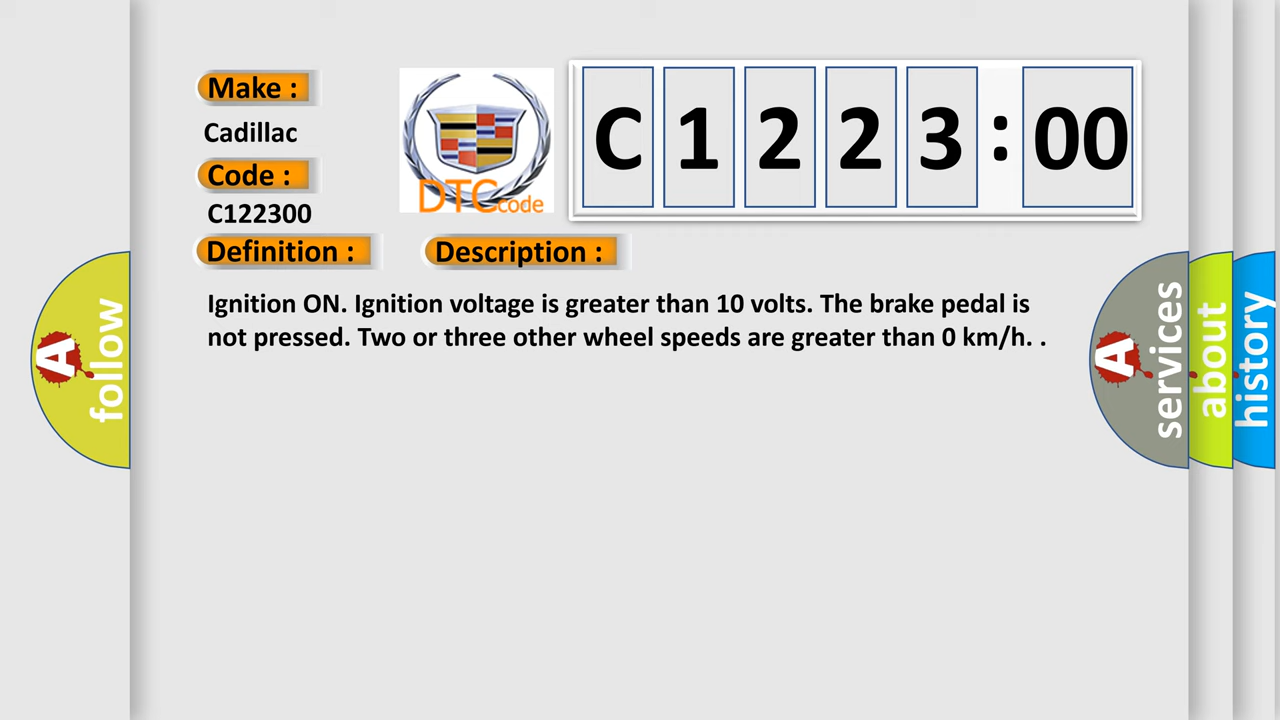 Make :
Cadillac
Code :
C122300
DTC code
C 1 2 2 3 : 00
Definition : Description :
Ignition ON. Ignition voltage is greater than 10 volts. The brake pedal is
not pressed. Two or three other wheel speeds are greater than 0 km/h. .
A follow
A services
about
history